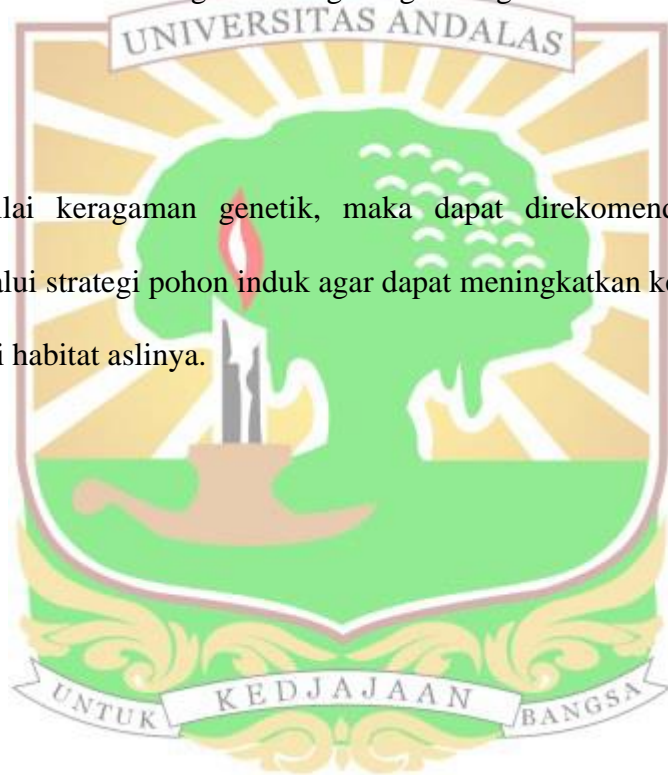 UNIVERSITAS ANDALAS
lai keragaman genetik, maka dapat direkomend
alui strategi pohon induk agar dapat meningkatkan ke
i habitat aslinya.
UNTUK KEDJAJAAN BANGSA